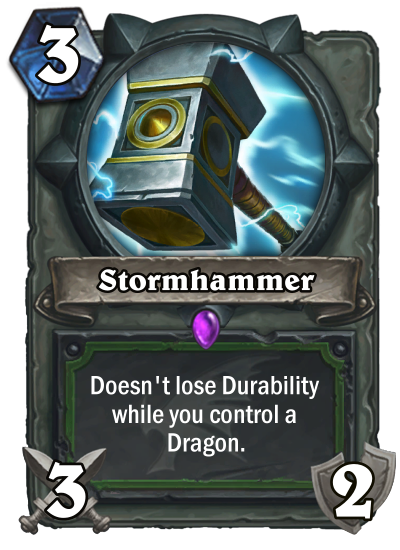 3
Stormhammer
Doesn't lose Durability
while you control a
Dragon.
3
2